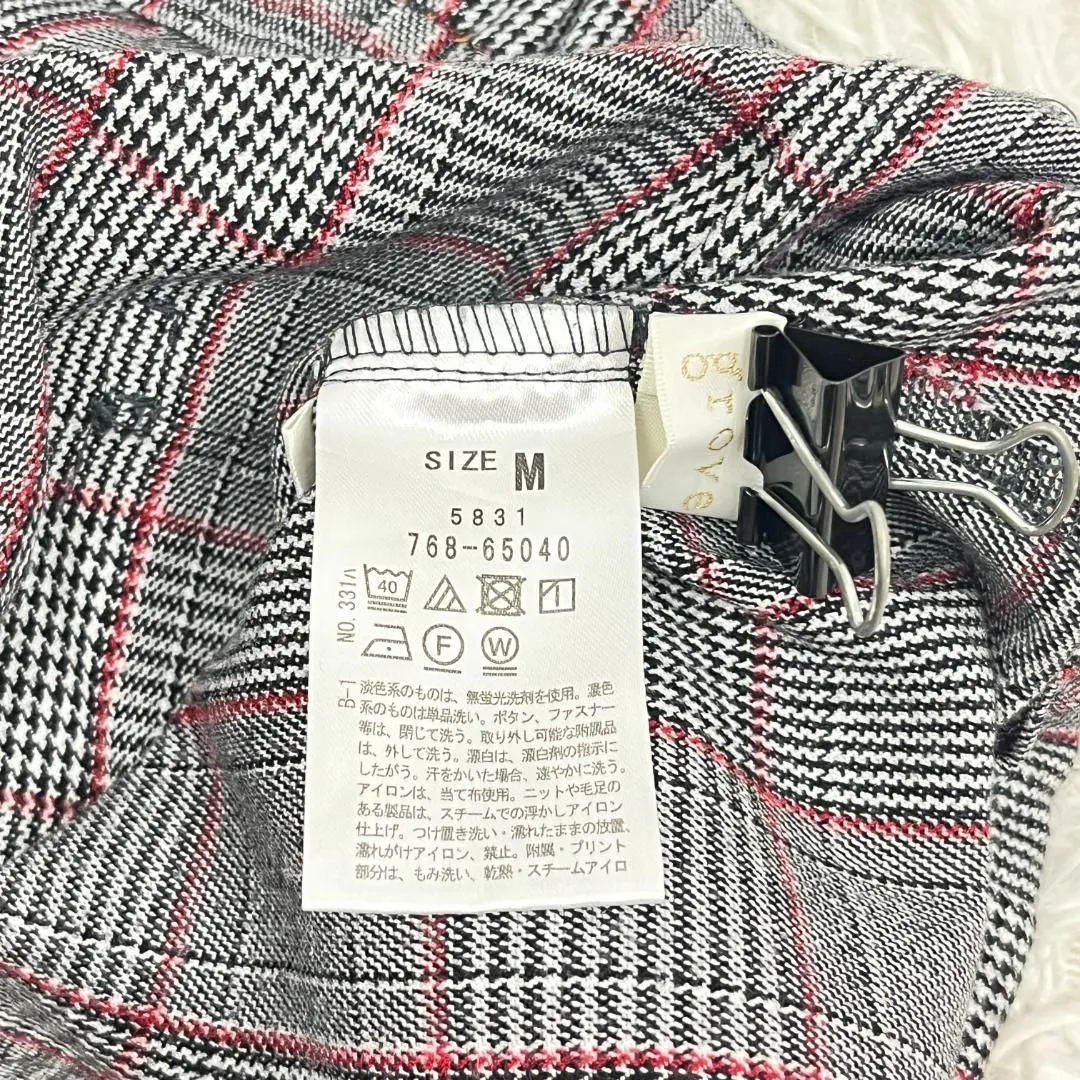 SIZE M
5831
768-65040
40
F W
NO. 331A
B-1
淡色系のものは、無蛍光洗剤を使用。濃色
系のものは単品洗い。ボタン、ファスナー
等は、閉じて洗う。取り外し可能な附属品
は、外して洗う。漂白は、漂白剤の指示に
したがう。汗をかいた場合、速やかに洗う。
アイロンは、当て布使用。ニットや毛足の
ある製品は、スチームでの浮かしアイロン
仕上げ。つけ置き洗い・濡れたままの放置、
濡れがけアイロン、禁止。附属・プリント
部分は、もみ洗い、乾熱・スチームアイロ
grove